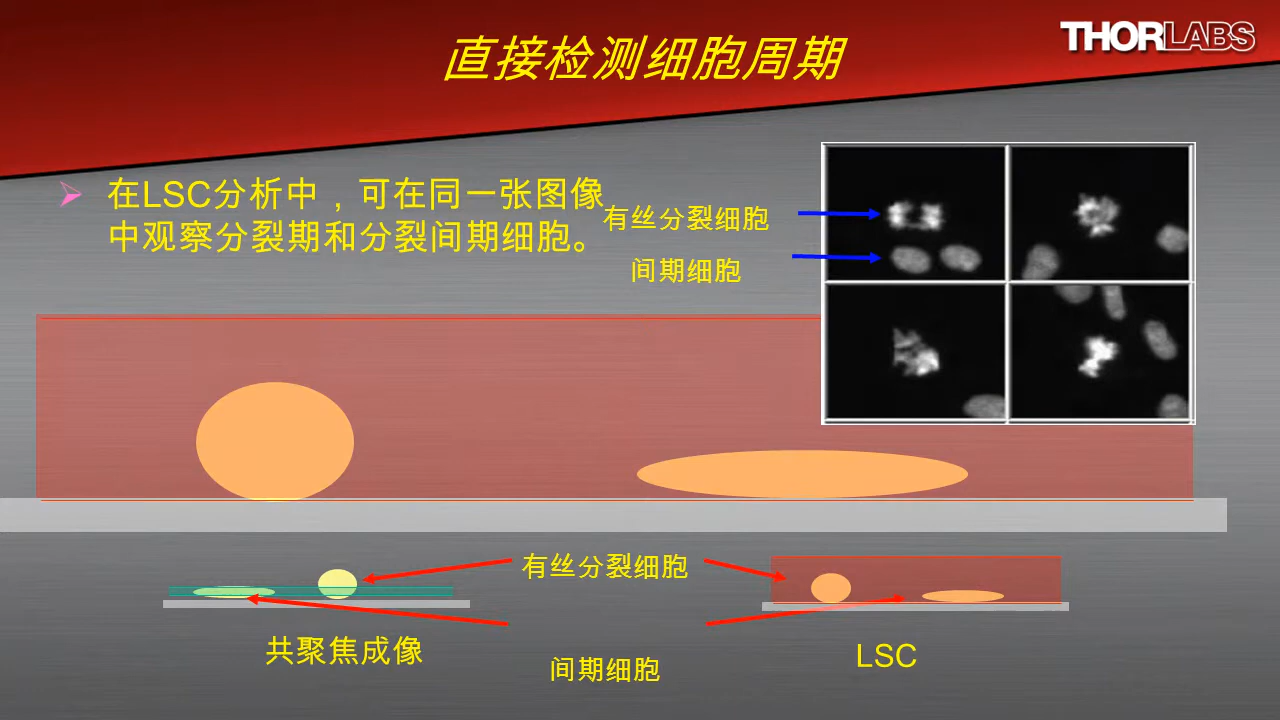 直接检测细胞周期
THORLABS
在LSC分析中，可在同一张图像
中观察分裂期和分裂间期细胞。
有丝分裂细胞
间期细胞
有丝分裂细胞
共聚焦成像
间期细胞
LSC